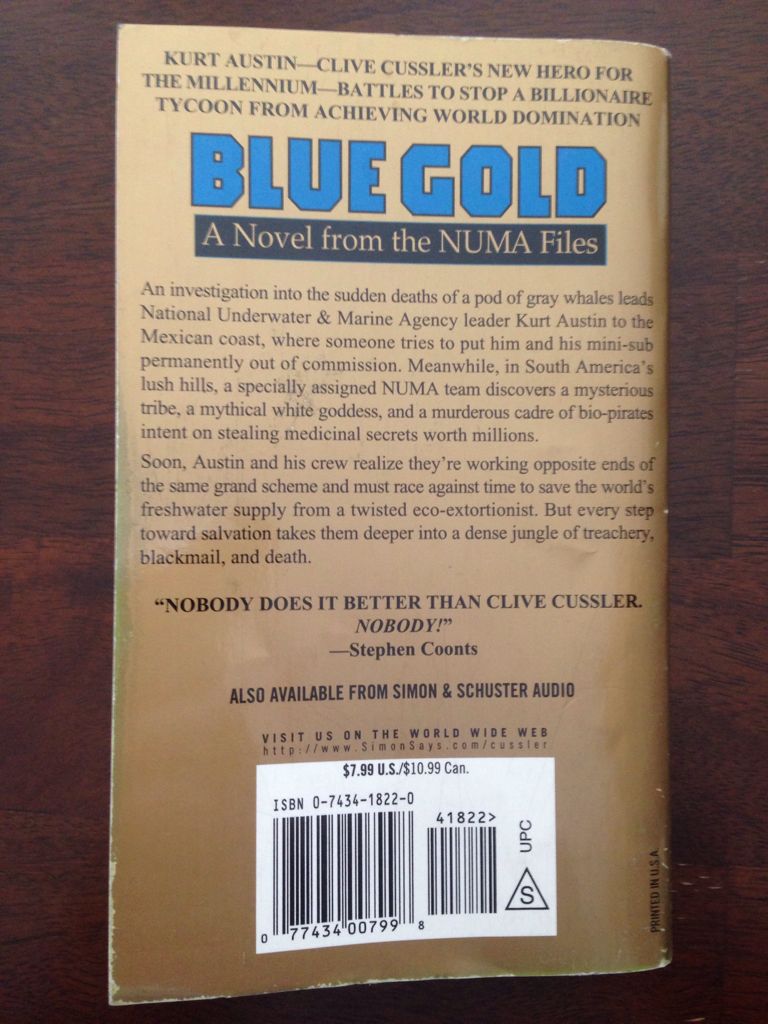 KURT AUSTIN—CLIVE CUSSLER'S NEW HERO FOR
THE MILLENNIUM—BATTLES TO STOP A BILLIONAIRE
TYCOON FROM ACHIEVING WORLD DOMINATION
BLUE GOLD
A Novel from the NUMA Files
An investigation into the sudden deaths of a pod of gray whales leads
National Underwater & Marine Agency leader Kurt Austin to the
Mexican coast, where someone tries to put him and his mini-sub
permanently out of commission. Meanwhile, in South America's
lush hills, a specially assigned NUMA team discovers a mysterious
tribe, a mythical white goddess, and a murderous cadre of bio-pirates
intent on stealing medicinal secrets worth millions.
Soon, Austin and his crew realize they're working opposite ends of
the same grand scheme and must race against time to save the world's
freshwater supply from a twisted eco-extortionist. But every step
toward salvation takes them deeper into a dense jungle of treachery,
blackmail, and death.
“NOBODY DOES IT BETTER THAN CLIVE CUSSLER.
NOBODY!”
—Stephen Coonts
ALSO AVAILABLE FROM SIMON & SCHUSTER AUDIO
VISIT US ON THE WORLD WIDE WEB
http://www.SimonSays.com/cussler
$7.99 U.S./$10.99 Can.
ISBN 0-7434-1822-0
41822>
UPC
S
0 77434 00799 8
PRINTED IN U.S.A